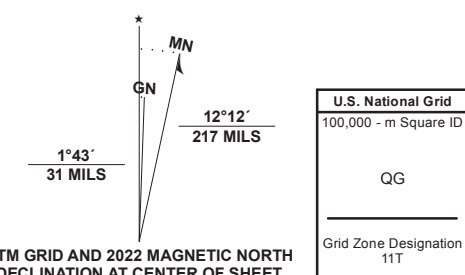 ★
MN
GN
12°12´
217 MILS
1°43´
31 MILS
TM GRID AND 2022 MAGNETIC NORTH
DECLINATION AT CENTER OF SHEET
U.S. National Grid
100,000 - m Square ID
QG
Grid Zone Designation
11T